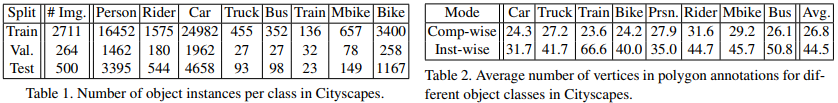 Split # Img. Person Rider Car Truck Bus Train Mbike Bike
Train 2711 16452 1575 24982 455 352 136 657 3400
Val. 264 1462 180 1962 27 27 32 78 258
Test 500 3395 544 4658 93 98 23 149 1167
Table 1. Number of object instances per class in Cityscapes.
Mode Car Truck Train Bike Prsn. Rider Mbike Bus Avg.
Comp-wise 24.3 27.2 23.6 24.2 27.9 31.6 29.2 26.1 26.8
Inst-wise 31.7 41.7 66.6 40.0 35.0 44.7 45.7 50.8 44.5
Table 2. Average number of vertices in polygon annotations for dif-
ferent object classes in Cityscapes.